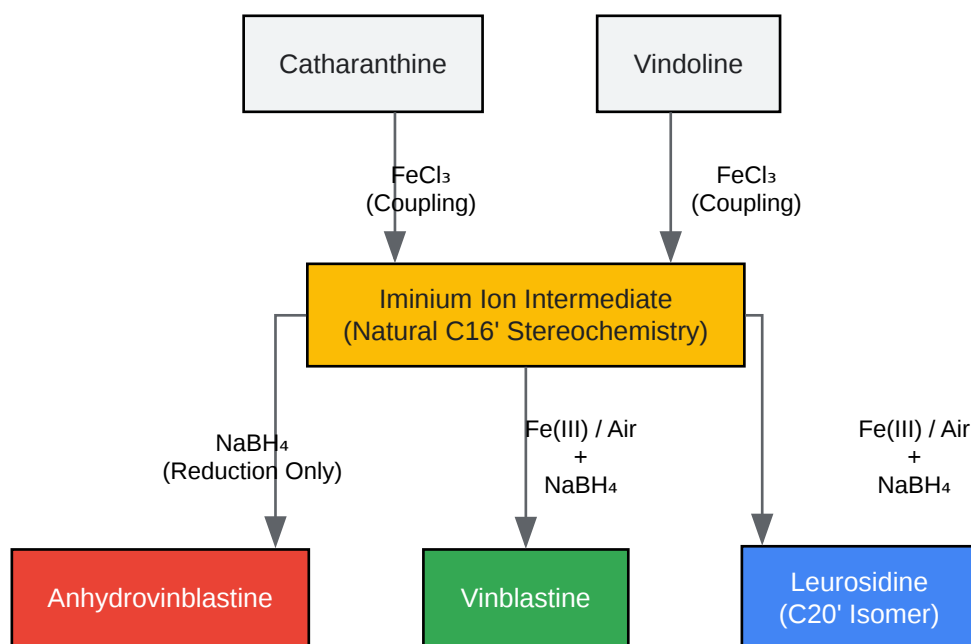 Catharanthine
Vindoline
FeCl₃
(Coupling)
FeCl₃
(Coupling)
Iminium Ion Intermediate
(Natural C16' Stereochemistry)
NaBH₄
(Reduction Only)
Fe(III) / Air
+
NaBH₄
Fe(III) / Air
+
NaBH₄
Anhydrovinblastine
Vinblastine
Leurosidine
(C20' Isomer)